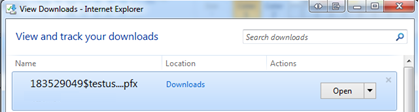 View Downloads - Internet Explorer
View and track your downloads
Search downloads
Name Location Actions
183529049$testus....pfx Downloads Open